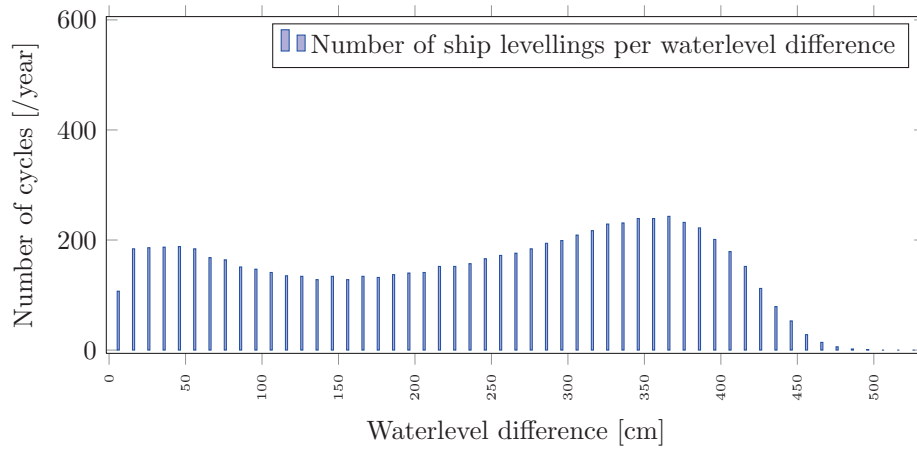 Number of ship levellings per waterlevel difference
Number of cycles [/year]
600
400
200
0
0 50 100 150 200 250 300 350 400 450 500
Waterlevel difference [cm]